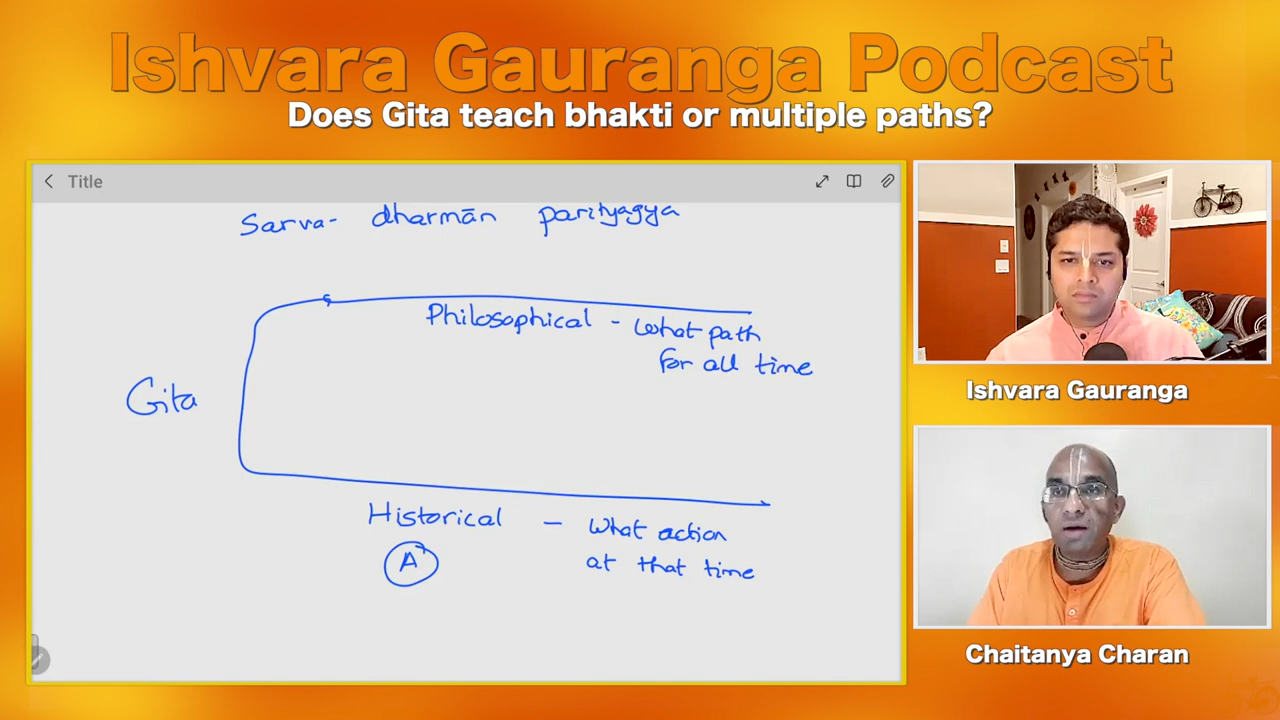 Ishvara Gauranga Podcast
Does Gita teach bhakti or multiple paths?
Title
Sarva- dharmān parityagya
Philosophical - What path
for all time
Gita
Historical - What action
at that time
A
Ishvara Gauranga
Chaitanya Charan